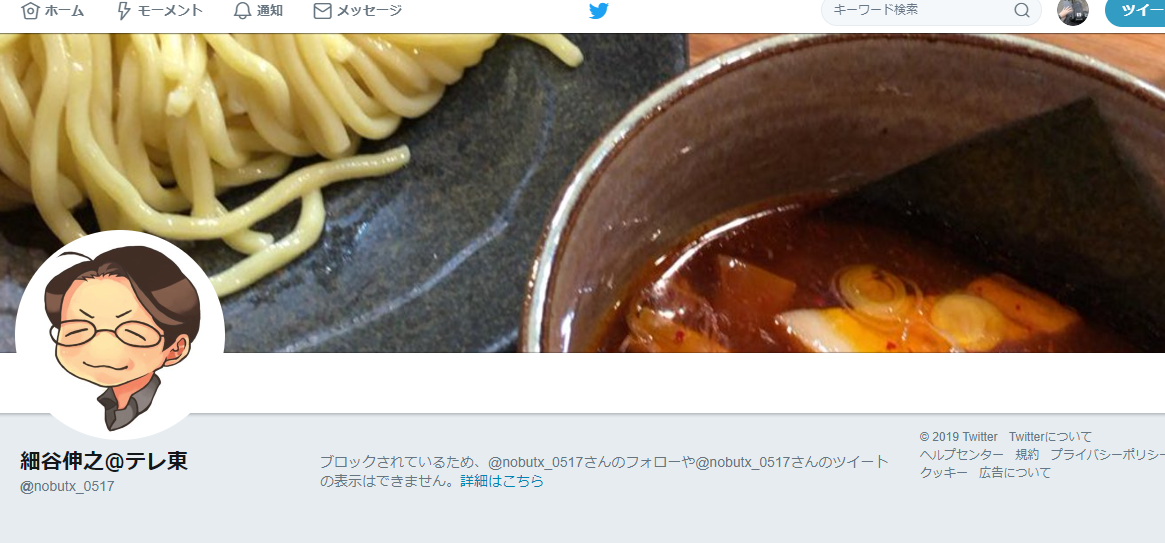 ホーム モーメント 通知 メッセージ キーワード検索 ツイー
細谷伸之@テレ東
@nobutx_0517
ブロックされているため、@nobutx_0517さんのフォローや@nobutx_0517さんのツイート
の表示はできません。詳細はこちら
© 2019 Twitter Twitterについて
ヘルプセンター 規約 プライバシーポリシー
クッキー 広告について